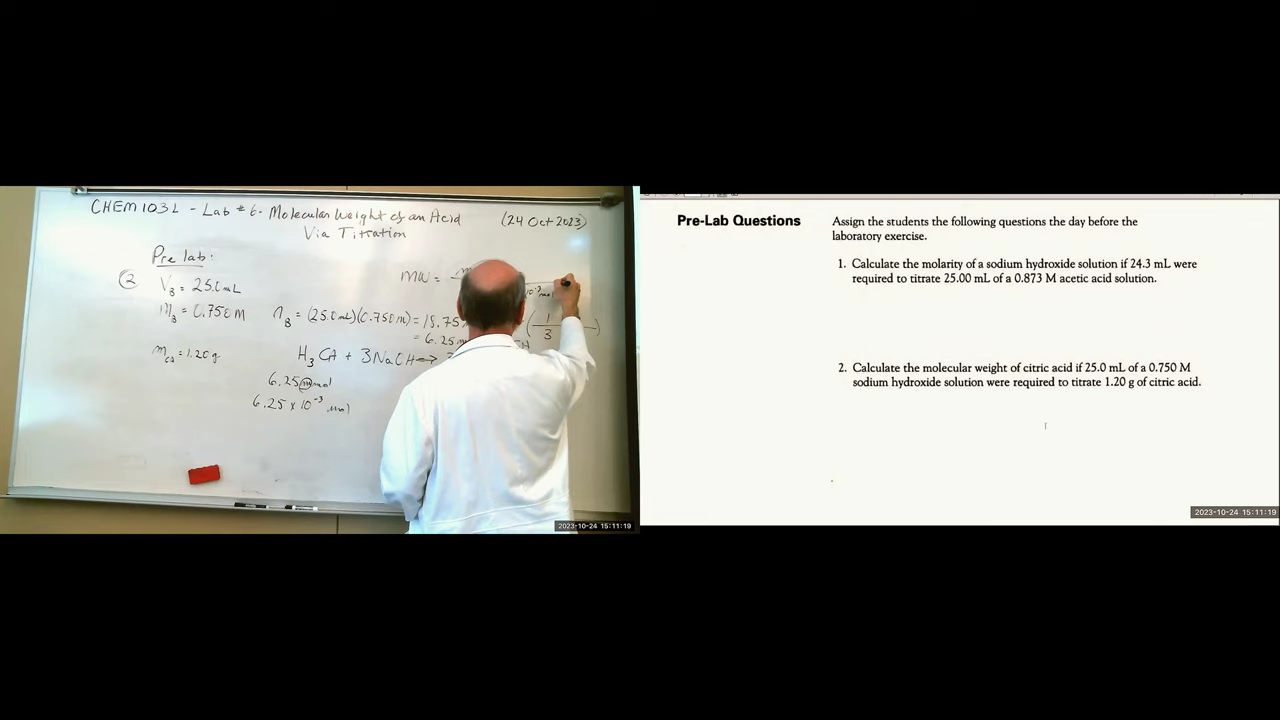 CHEM 103L - Lab #6 - Molecular Weight of an Acid
Via Titration
(24 Oct 2023)
Pre lab:
② V_B = 25.0 mL
M_B = 0.750 M
m_CA = 1.20 g
MW =
10⁻³ mol
n_B = (25.0 mL)(0.750 M) = 18.75
( 1
3 )
= 6.25 m
H₃CA + 3NaOH →
6.25 mmol
6.25 x 10⁻³ mol
2023-10-24 15:11:19
Pre-Lab Questions
Assign the students the following questions the day before the
laboratory exercise.
1. Calculate the molarity of a sodium hydroxide solution if 24.3 mL were
required to titrate 25.00 mL of a 0.873 M acetic acid solution.
2. Calculate the molecular weight of citric acid if 25.0 mL of a 0.750 M
sodium hydroxide solution were required to titrate 1.20 g of citric acid.
2023-10-24 15:11:19